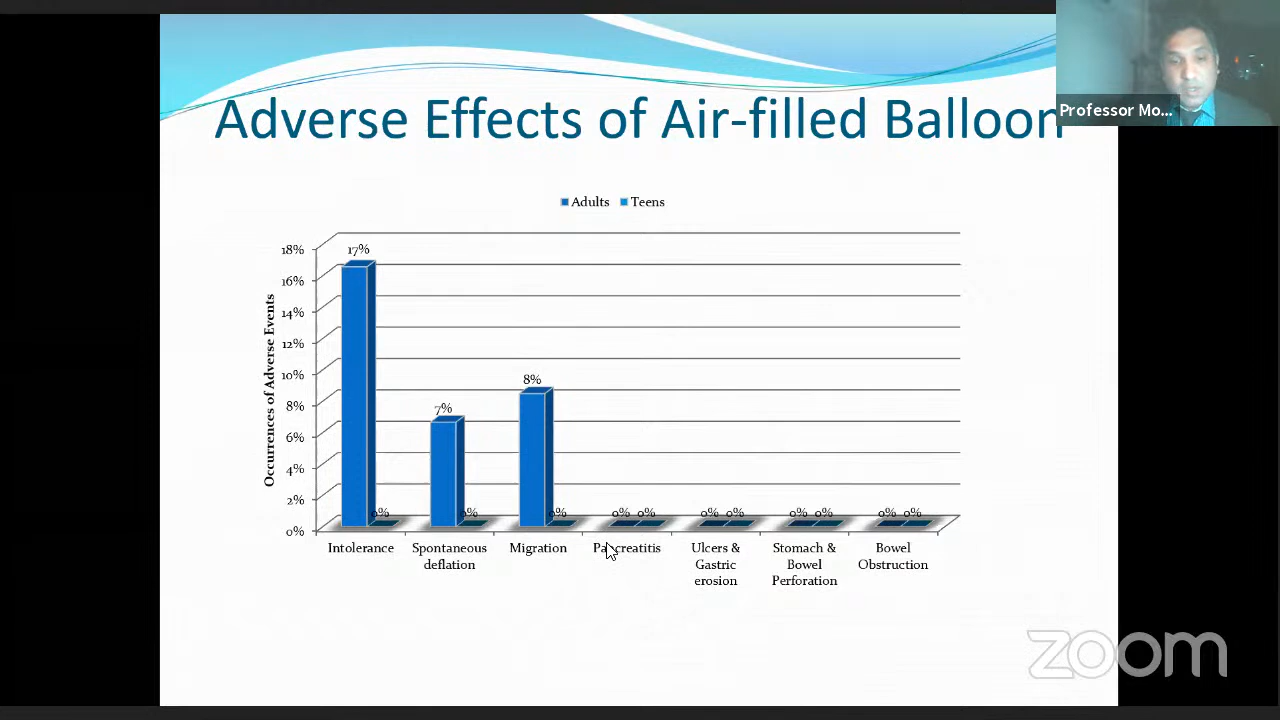 Adverse Effects of Air-filled Balloon
Professor Mo...
Adults Teens
18%
16%
14%
12%
10%
8%
6%
4%
2%
0%
Occurrences of Adverse Events
17%
0%
7%
0%
8%
0%
0% 0%
0% 0%
0% 0%
0% 0%
Intolerance
Spontaneous
deflation
Migration
Pancreatitis
Ulcers &
Gastric
erosion
Stomach &
Bowel
Perforation
Bowel
Obstruction
zoom